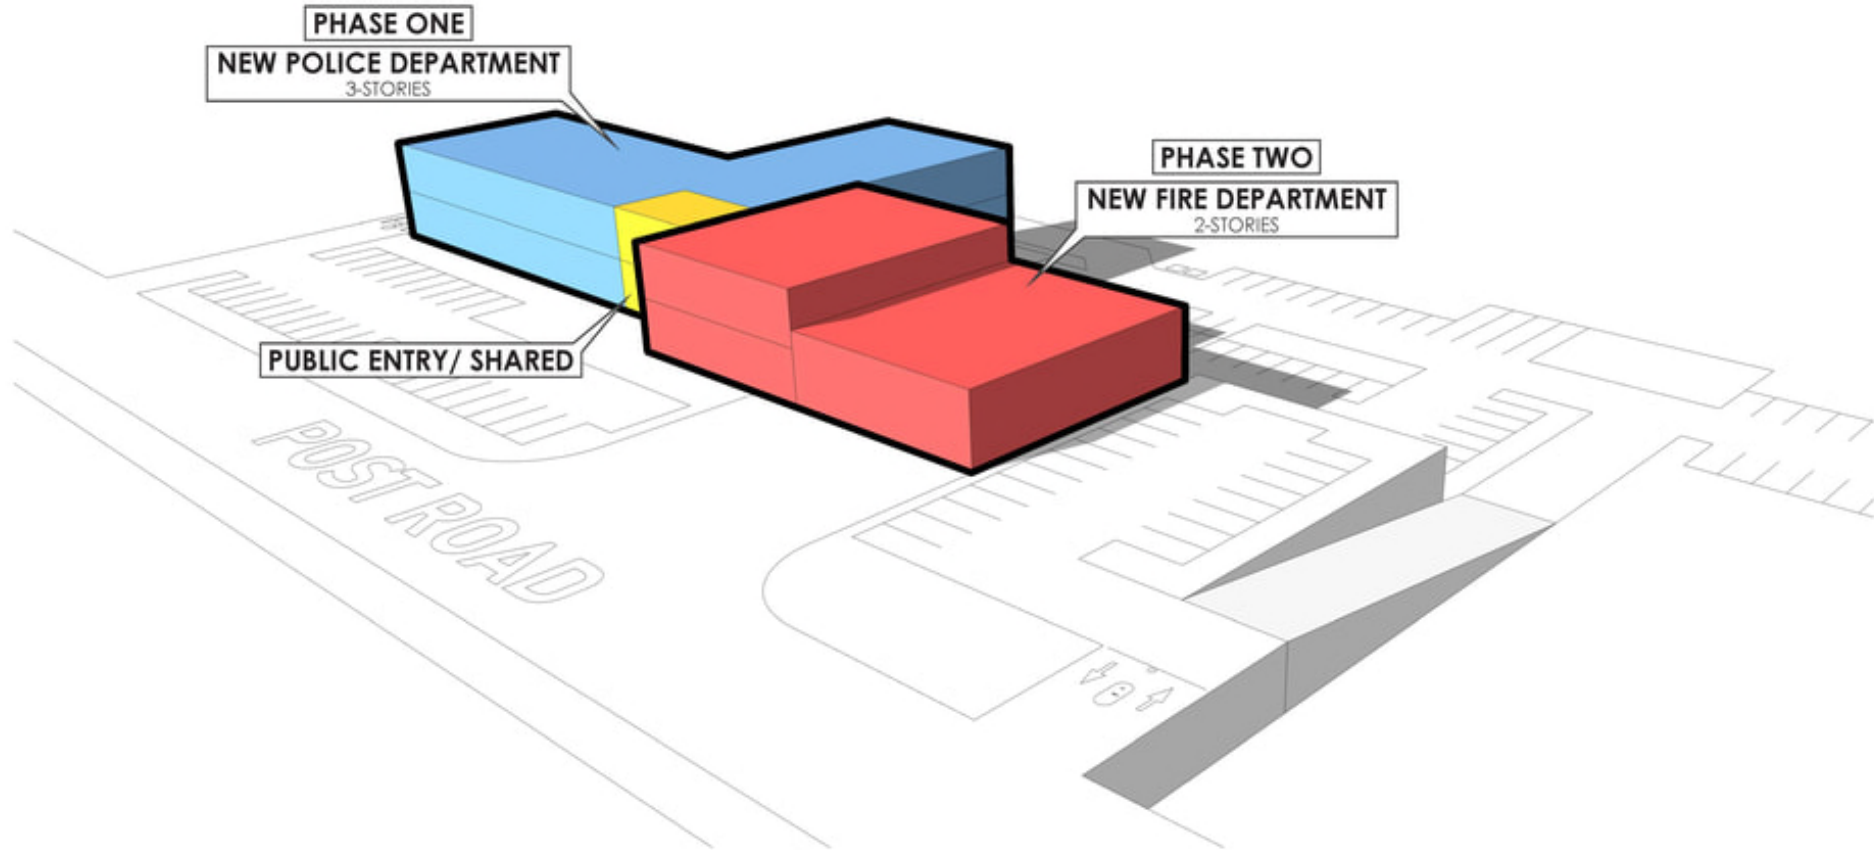 PHASE ONE
NEW POLICE DEPARTMENT
3-STORIES
PHASE TWO
NEW FIRE DEPARTMENT
2-STORIES
PUBLIC ENTRY/ SHARED
POST ROAD